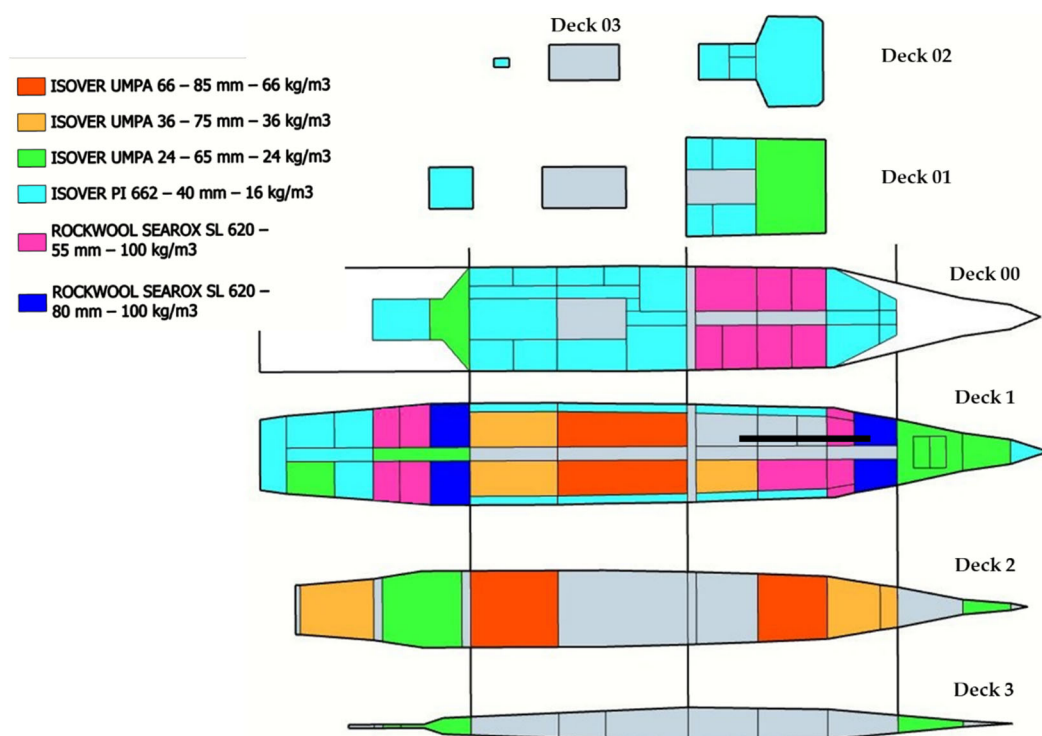 Deck 03
Deck 02
ISOVER UMPA 66 – 85 mm – 66 kg/m3
ISOVER UMPA 36 – 75 mm – 36 kg/m3
ISOVER UMPA 24 – 65 mm – 24 kg/m3
ISOVER PI 662 – 40 mm – 16 kg/m3
ROCKWOOL SEAROX SL 620 –
55 mm – 100 kg/m3
ROCKWOOL SEAROX SL 620 –
80 mm – 100 kg/m3
Deck 01
Deck 00
Deck 1
Deck 2
Deck 3